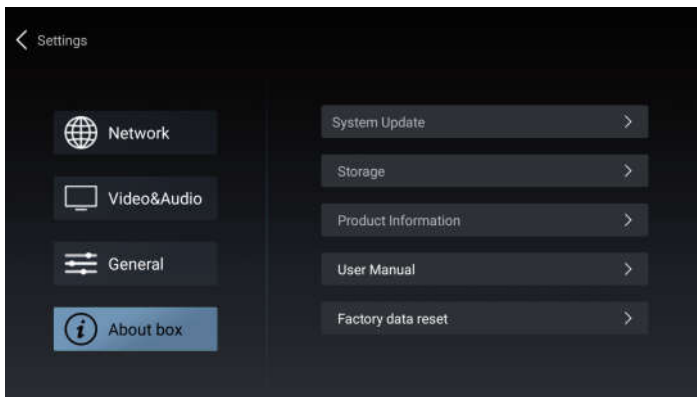 Settings
Network
Video&Audio
General
About box
System Update
Storage
Product Information
User Manual
Factory data reset